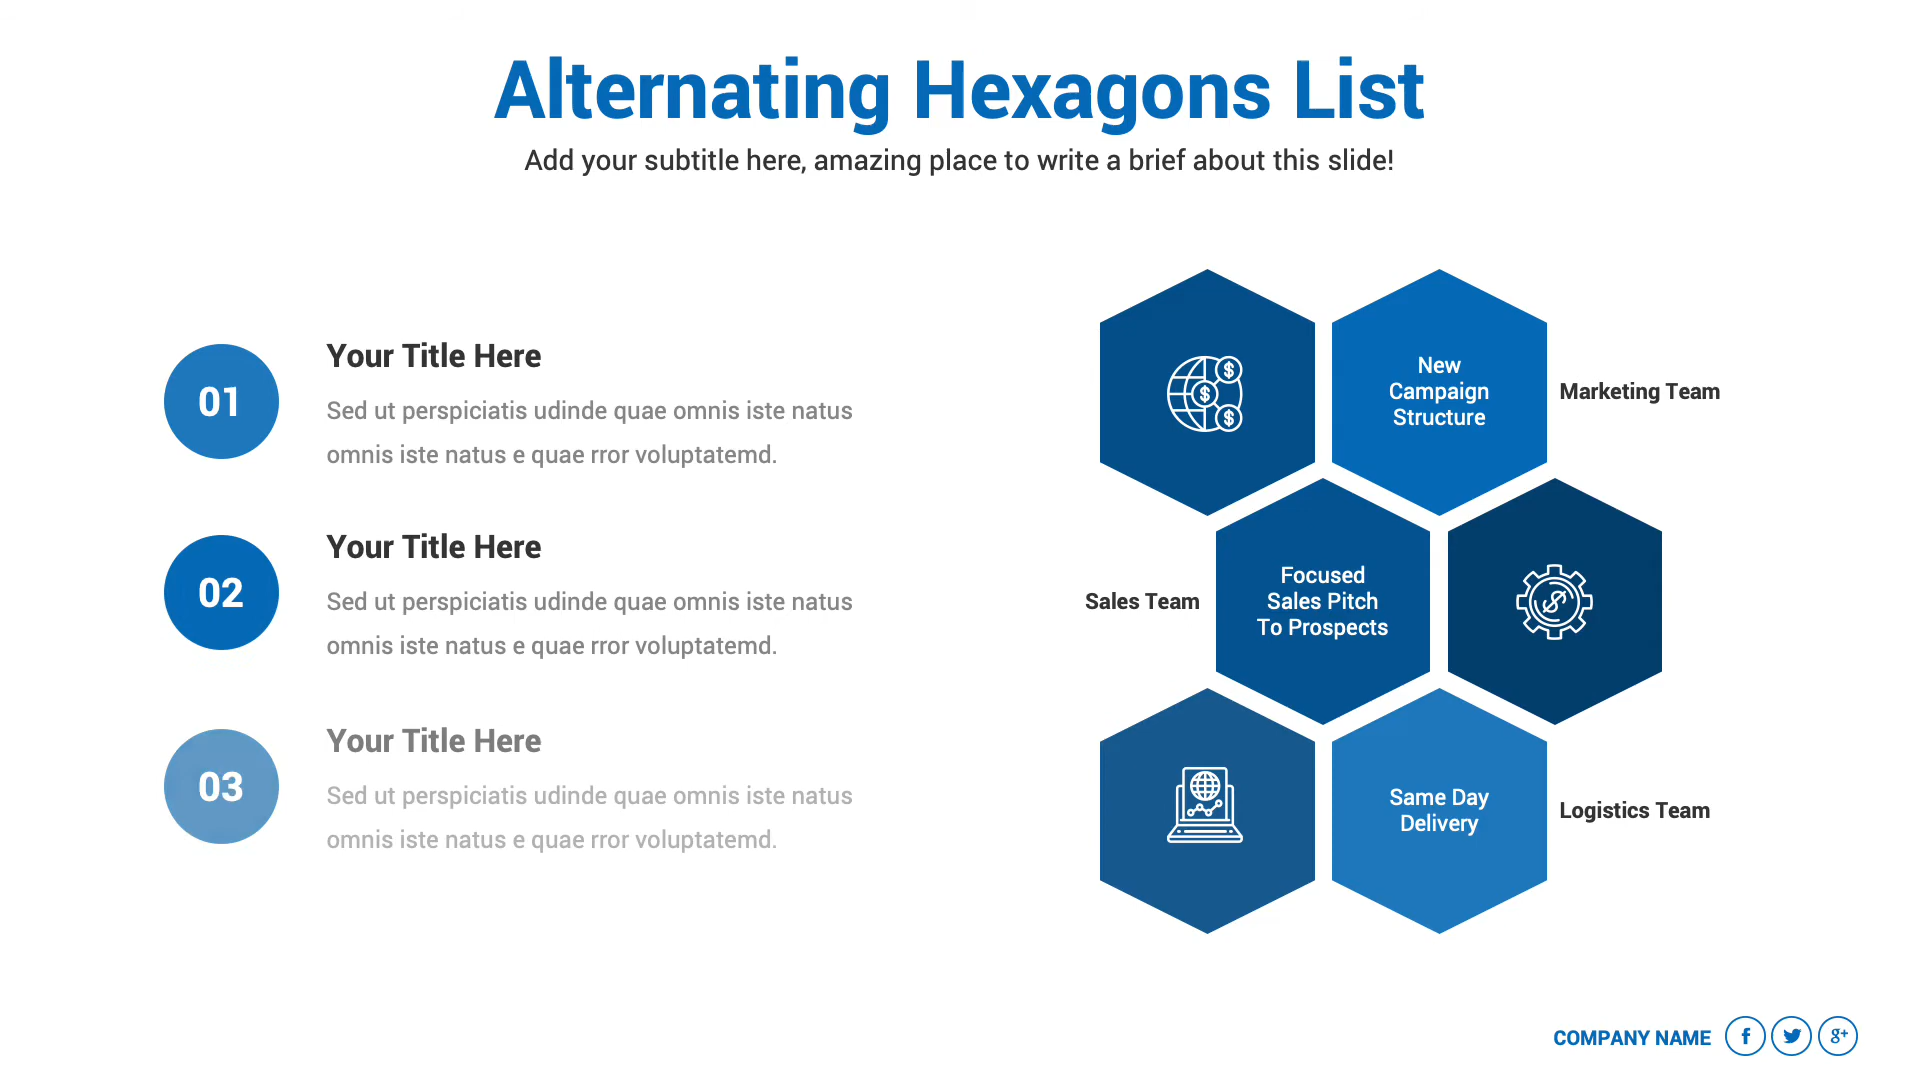 Alternating Hexagons List
Add your subtitle here, amazing place to write a brief about this slide!
01
Your Title Here
Sed ut perspiciatis udinde quae omnis iste natus
omnis iste natus e quae rror voluptatemd.
02
Your Title Here
Sed ut perspiciatis udinde quae omnis iste natus
omnis iste natus e quae rror voluptatemd.
03
Your Title Here
Sed ut perspiciatis udinde quae omnis iste natus
omnis iste natus e quae rror voluptatemd.
$
$
$
New
Campaign
Structure
Marketing Team
Sales Team
Focused
Sales Pitch
To Prospects
$
Same Day
Delivery
Logistics Team
COMPANY NAME
f
g+